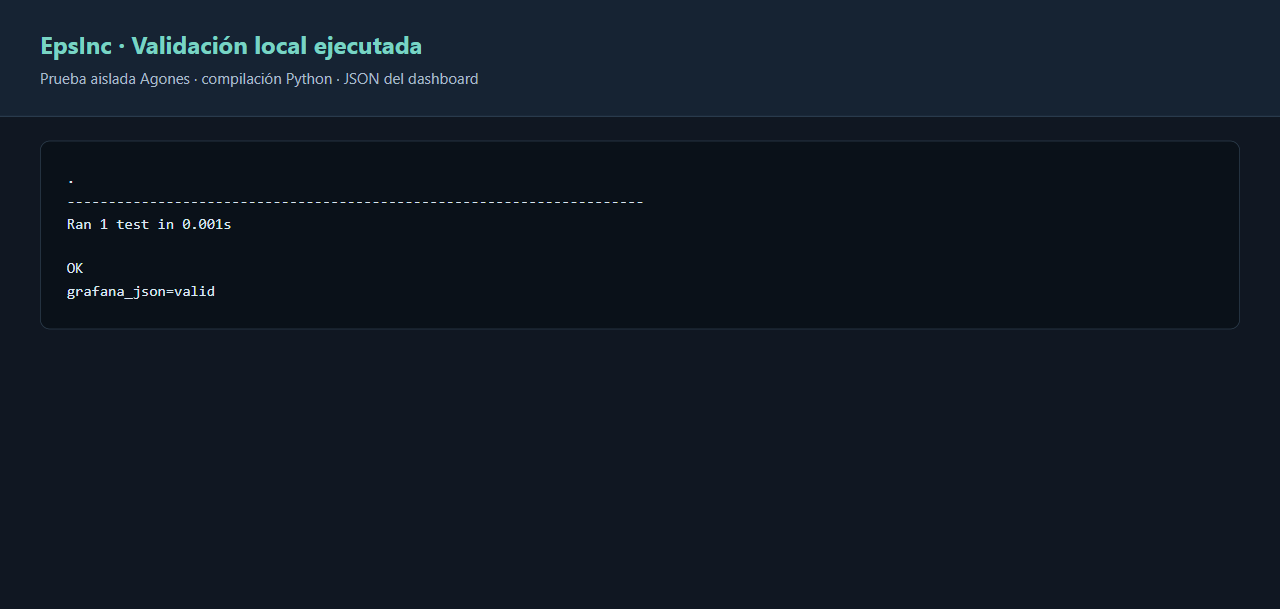 EpsInc · Validación local ejecutada
Prueba aislada Agones · compilación Python · JSON del dashboard
.
----------------------------------------------------------------------
Ran 1 test in 0.001s
OK
grafana_json=valid